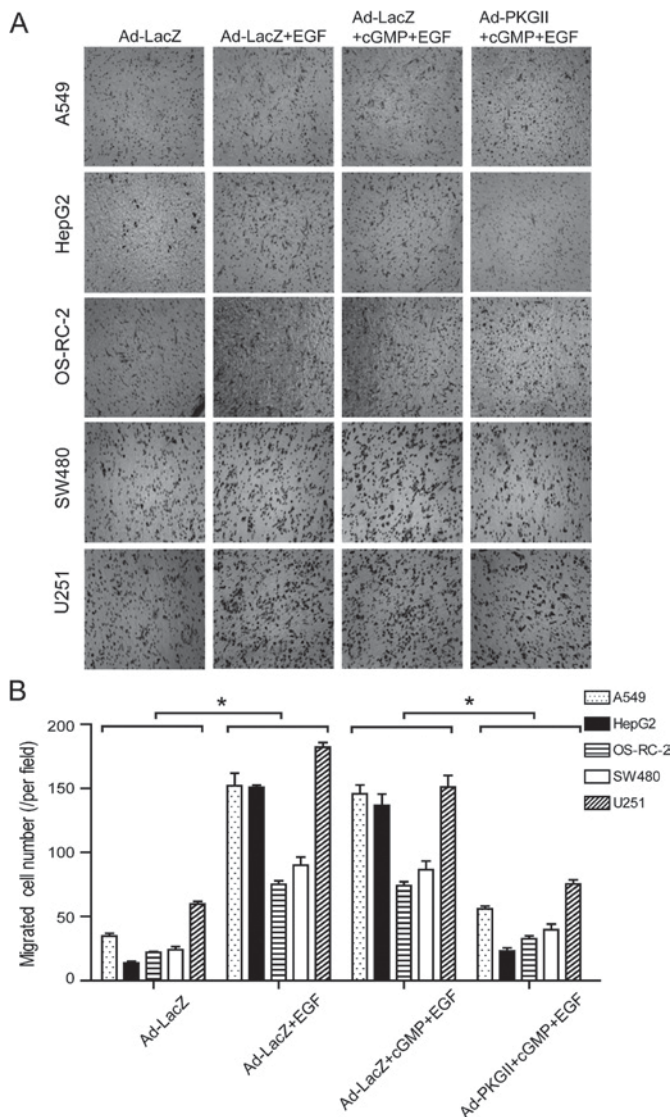 A
Ad-LacZ
Ad-LacZ+EGF
Ad-LacZ
+cGMP+EGF
Ad-PKGII
+cGMP+EGF
A549
HepG2
OS-RC-2
SW480
U251
B
*
*
A549
HepG2
OS-RC-2
SW480
U251
Migrated cell number (/per field)
200
150
100
50
0
Ad-LacZ
Ad-LacZ+EGF
Ad-LacZ+cGMP+EGF
Ad-PKGII+cGMP+EGF